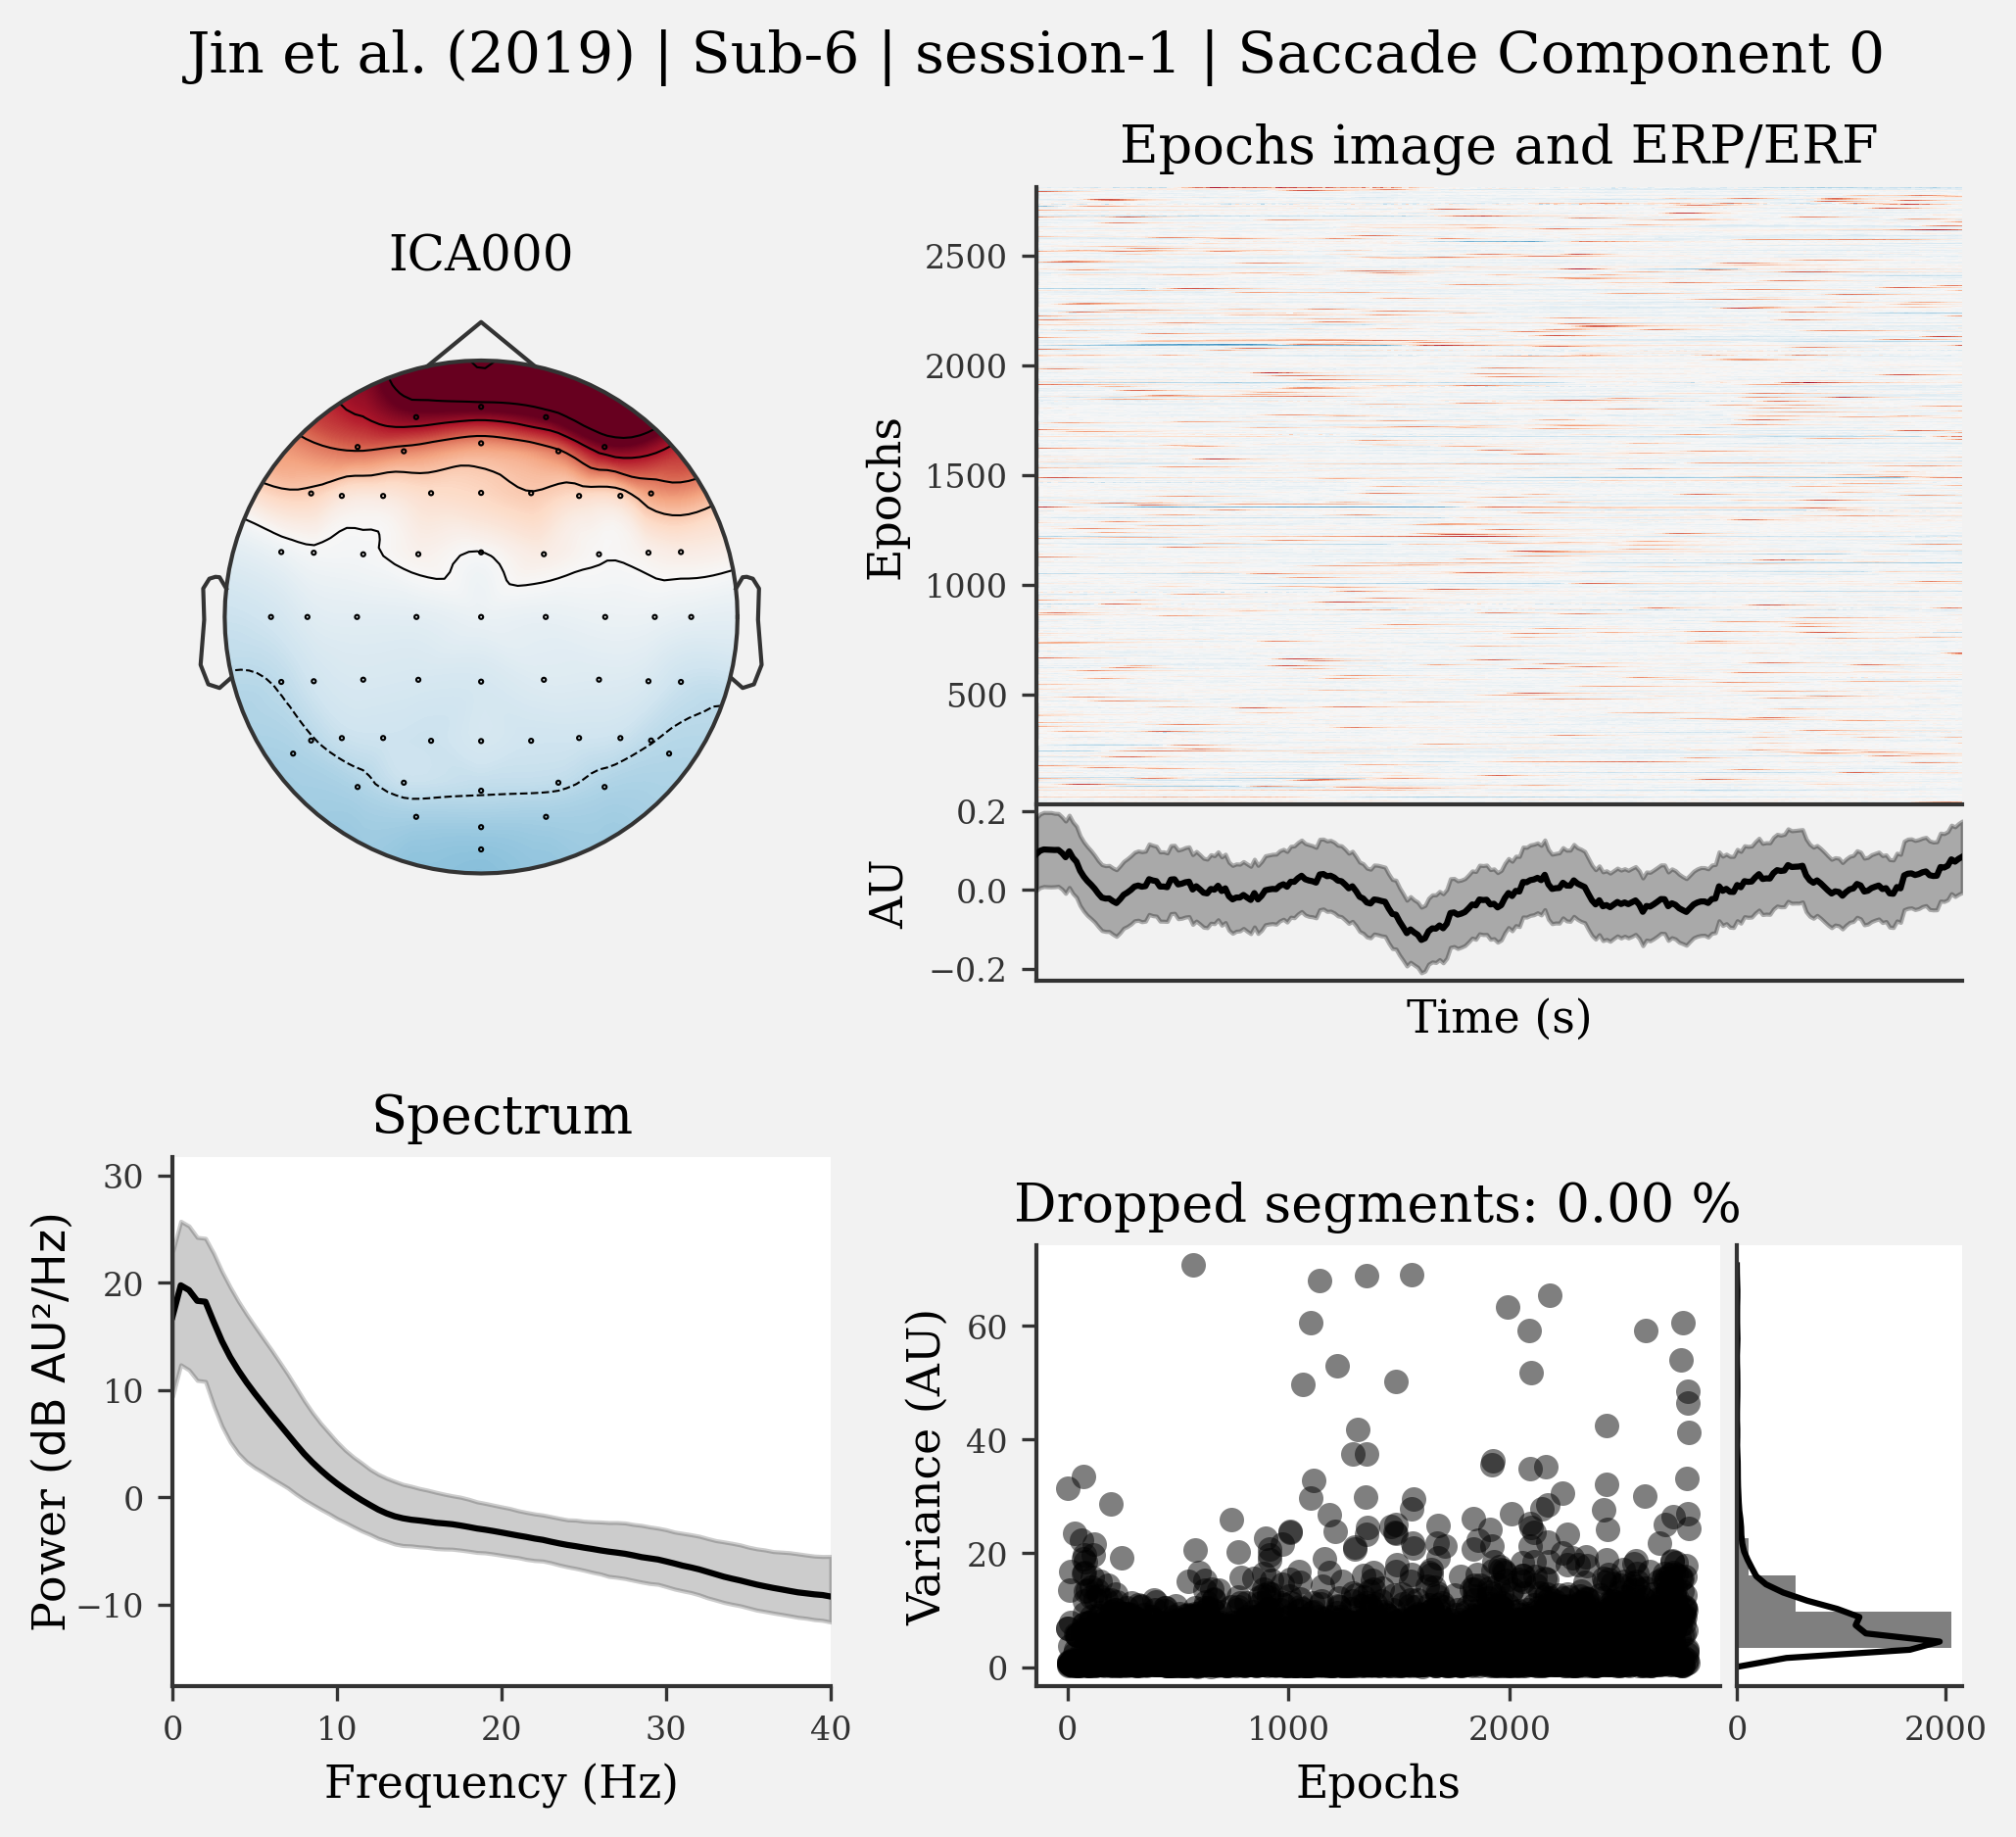 Jin et al. (2019) | Sub-6 | session-1 | Saccade Component 0
ICA000
Epochs image and ERP/ERF
Epochs
2500
2000
1500
1000
500
AU
0.2
0.0
−0.2
Time (s)
Spectrum
Power (dB AU²/Hz)
30
20
10
0
−10
0 10 20 30 40
Frequency (Hz)
Dropped segments: 0.00 %
Variance (AU)
60
40
20
0
0 1000 2000
Epochs
0 2000